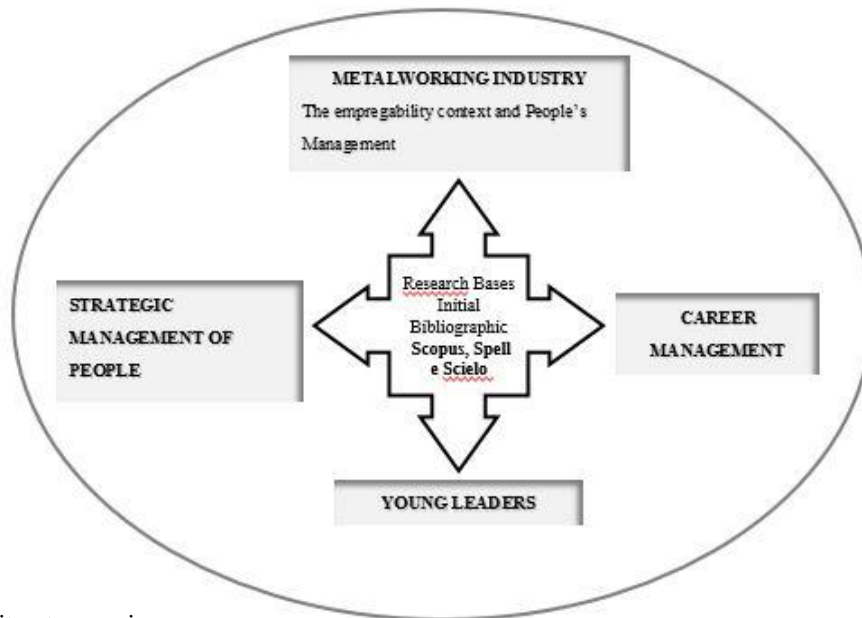 METALWORKING INDUSTRY
The empregability context and People's
Management
STRATEGIC
MANAGEMENT OF
PEOPLE
Research Bases
Initial
Bibliographic
Scopus, Spell
e Scielo
CAREER
MANAGEMENT
YOUNG LEADERS